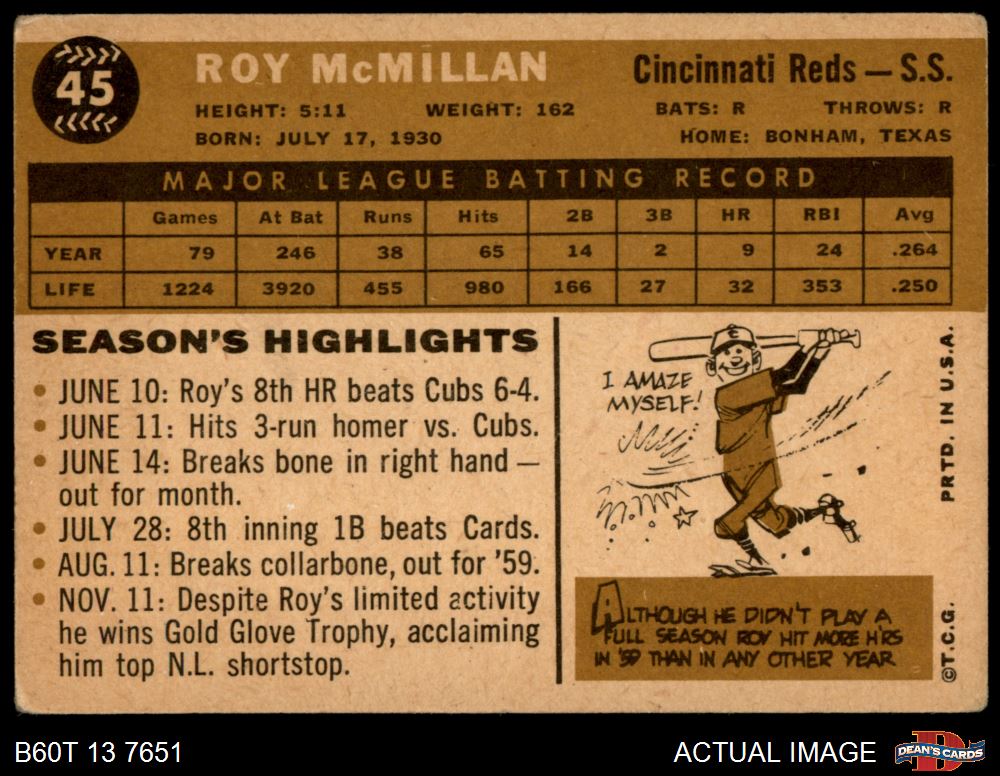 45
ROY McMILLAN
Cincinnati Reds — S.S.
HEIGHT: 5:11 WEIGHT: 162 BATS: R THROWS: R
BORN: JULY 17, 1930 HOME: BONHAM, TEXAS
MAJOR LEAGUE BATTING RECORD
Games At Bat Runs Hits 2B 3B HR RBI Avg
YEAR 79 246 38 65 14 2 9 24 .264
LIFE 1224 3920 455 980 166 27 32 353 .250
SEASON'S HIGHLIGHTS
• JUNE 10: Roy's 8th HR beats Cubs 6-4.
• JUNE 11: Hits 3-run homer vs. Cubs.
• JUNE 14: Breaks bone in right hand —
out for month.
• JULY 28: 8th inning 1B beats Cards.
• AUG. 11: Breaks collarbone, out for '59.
• NOV. 11: Despite Roy's limited activity
he wins Gold Glove Trophy, acclaiming
him top N.L. shortstop.
C
I AMAZE
MYSELF!
ALTHOUGH HE DIDN'T PLAY A
FULL SEASON ROY HIT MORE H'RS
IN '59 THAN IN ANY OTHER YEAR
PRTD. IN U.S.A.
©T.C.G.
B60T 13 7651
ACTUAL IMAGE
D
DEAN'S CARDS